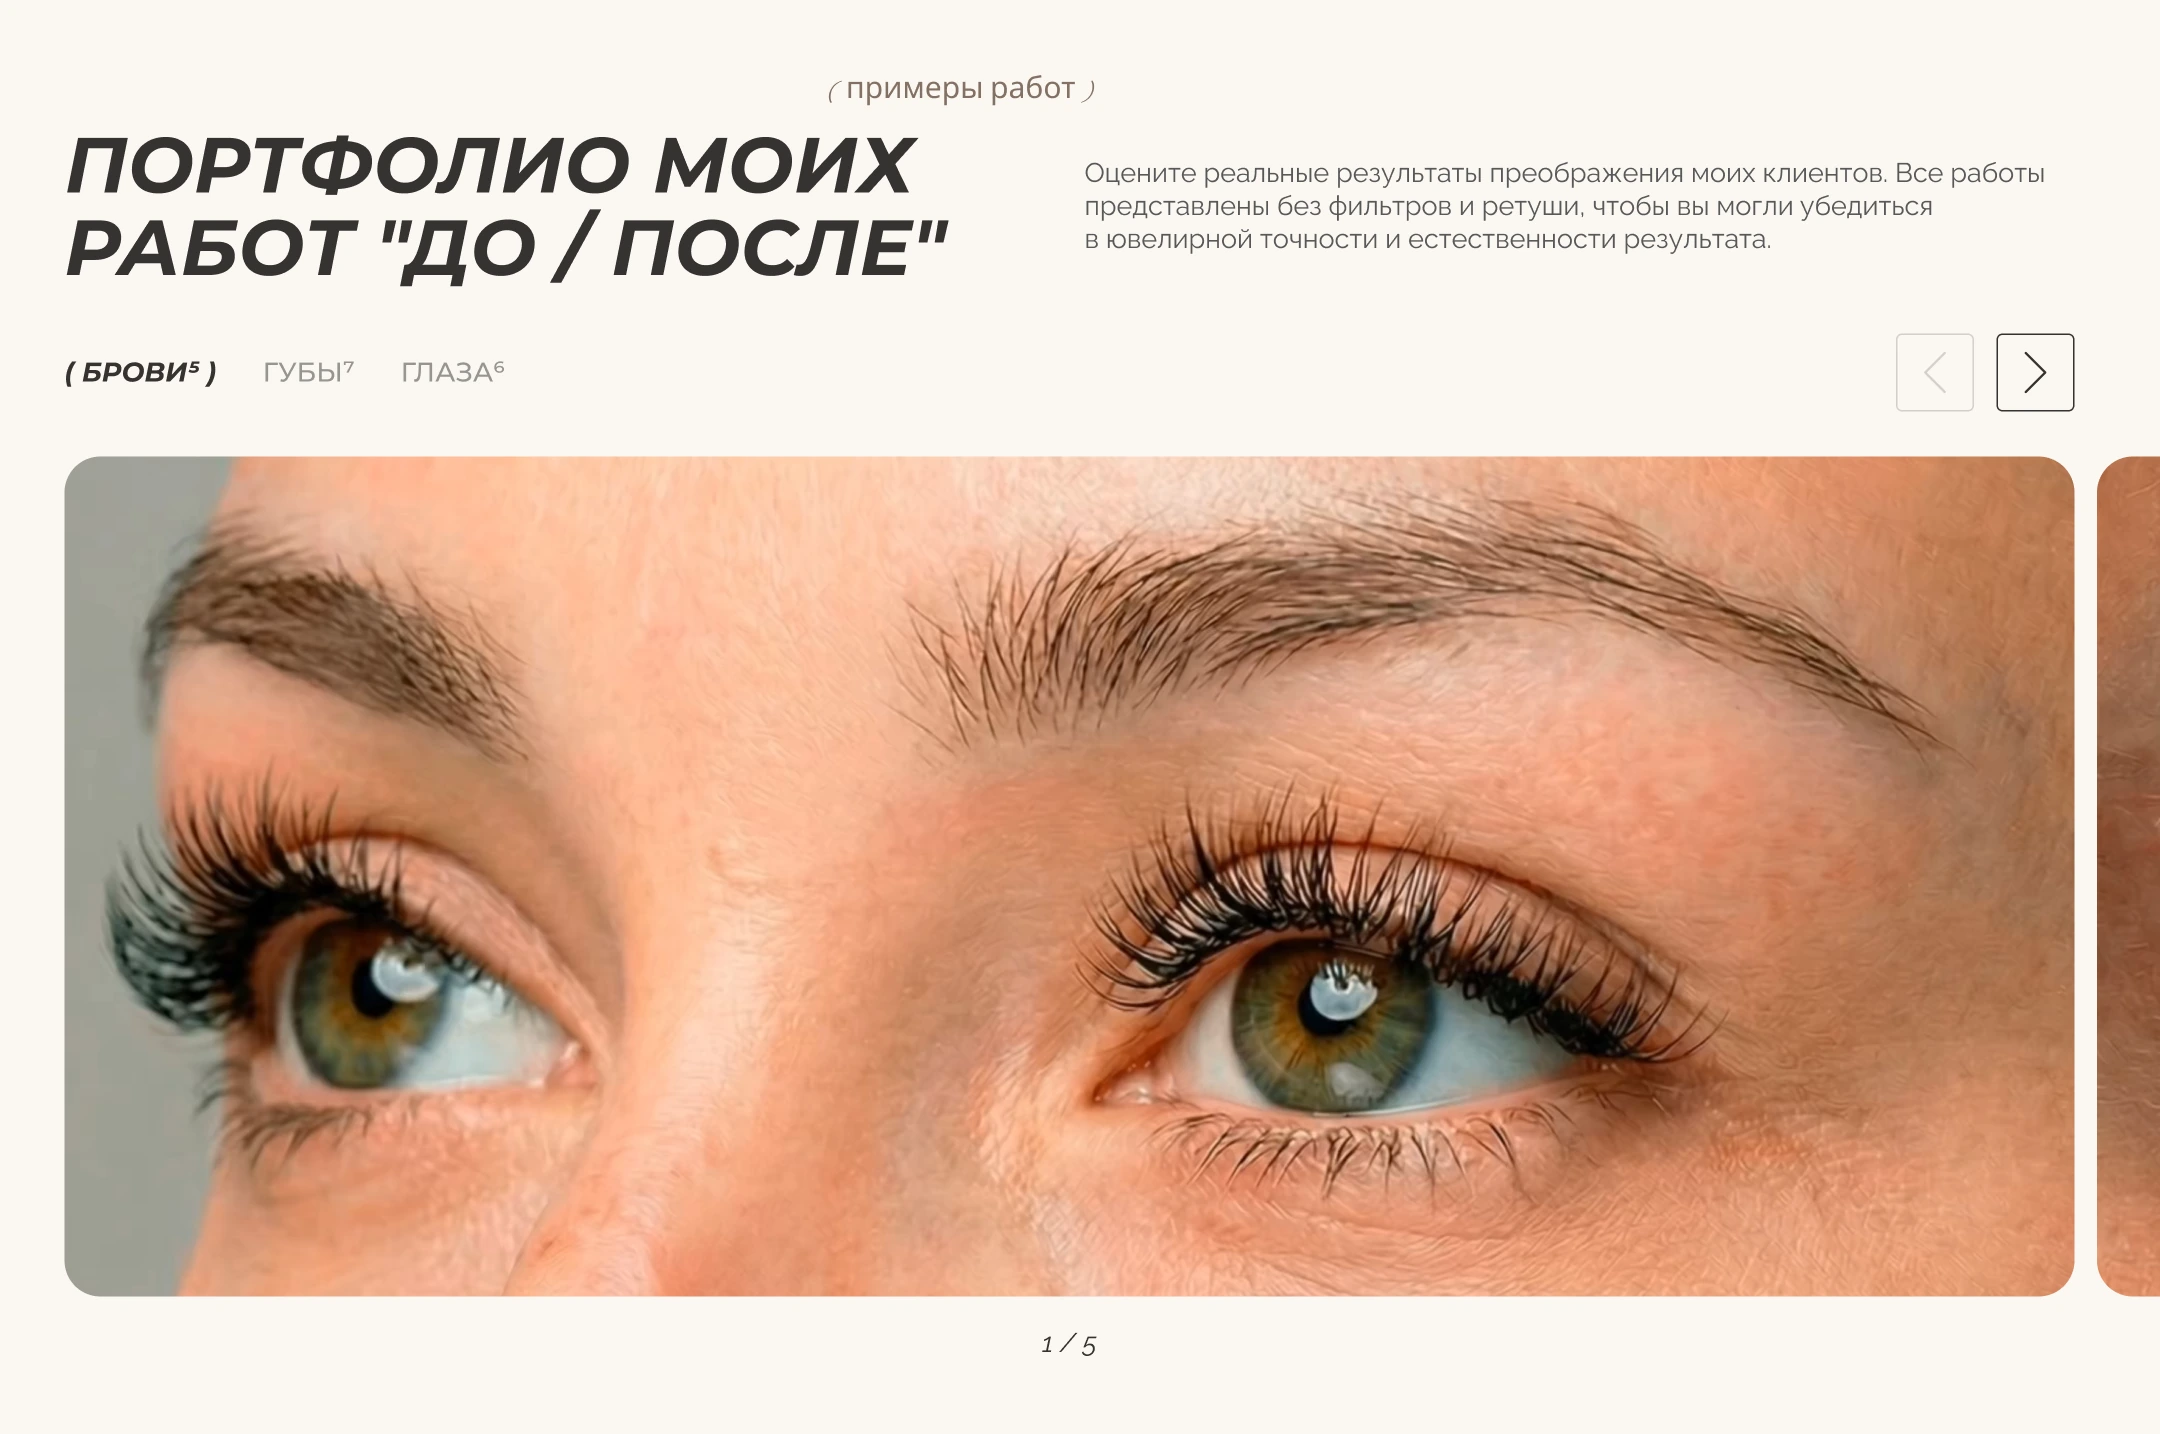 ( примеры работ )
ПОРТФОЛИО МОИХ
РАБОТ "ДО / ПОСЛЕ"
Оцените реальные результаты преображения моих клиентов. Все работы
представлены без фильтров и ретуши, чтобы вы могли убедиться
в ювелирной точности и естественности результата.
( БРОВИ⁵ ) ГУБЫ⁷ ГЛАЗА⁶
1 / 5